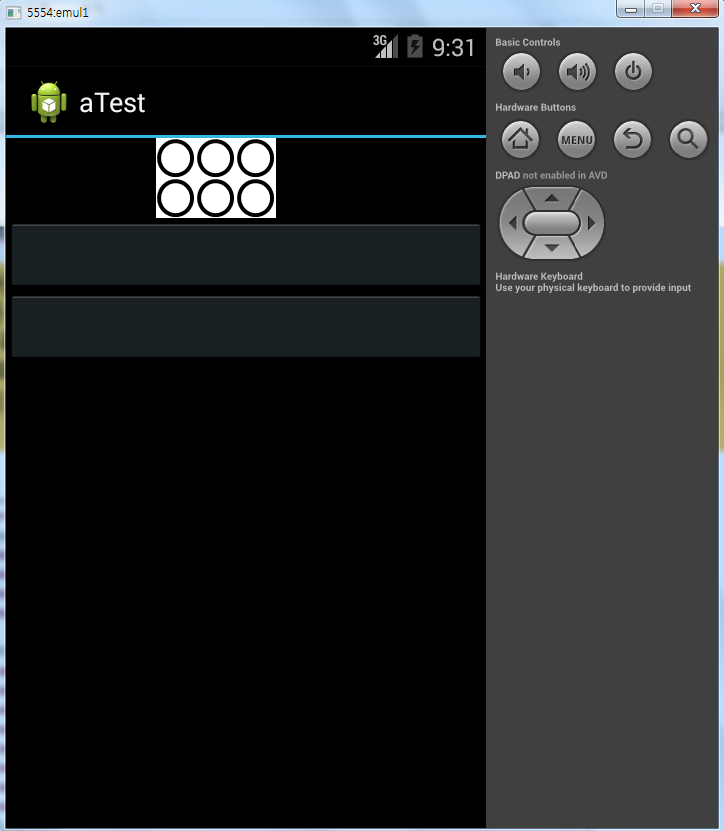 5554:emul1
3G 9:31
aTest
Basic Controls
Hardware Buttons
MENU
DPAD not enabled in AVD
Hardware Keyboard
Use your physical keyboard to provide input